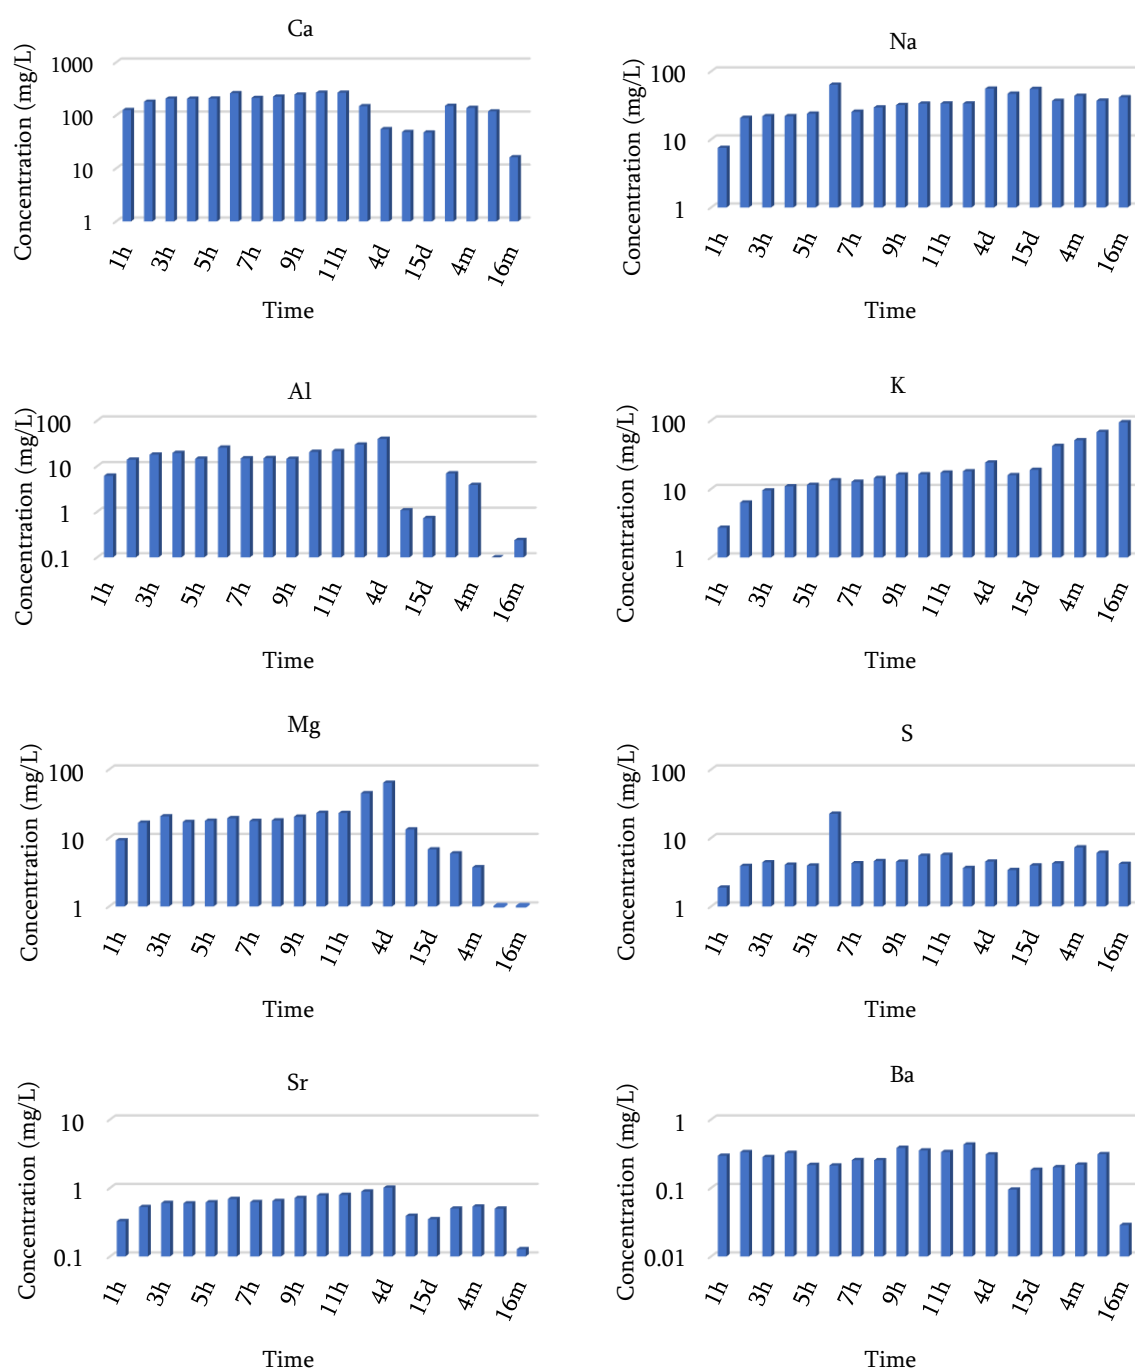 Ca
Concentration (mg/L)
1000
100
10
1
1h 3h 5h 7h 9h 11h 4d 15d 4m 16m
Time
Na
Concentration (mg/L)
100
10
1
1h 3h 5h 7h 9h 11h 4d 15d 4m 16m
Time
Al
Concentration (mg/L)
100
10
1
0.1
1h 3h 5h 7h 9h 11h 4d 15d 4m 16m
Time
K
Concentration (mg/L)
100
10
1
1h 3h 5h 7h 9h 11h 4d 15d 4m 16m
Time
Mg
Concentration (mg/L)
100
10
1
1h 3h 5h 7h 9h 11h 4d 15d 4m 16m
Time
S
Concentration (mg/L)
100
10
1
1h 3h 5h 7h 9h 11h 4d 15d 4m 16m
Time
Sr
Concentration (mg/L)
10
1
0.1
1h 3h 5h 7h 9h 11h 4d 15d 4m 16m
Time
Ba
Concentration (mg/L)
1
0.1
0.01
1h 3h 5h 7h 9h 11h 4d 15d 4m 16m
Time